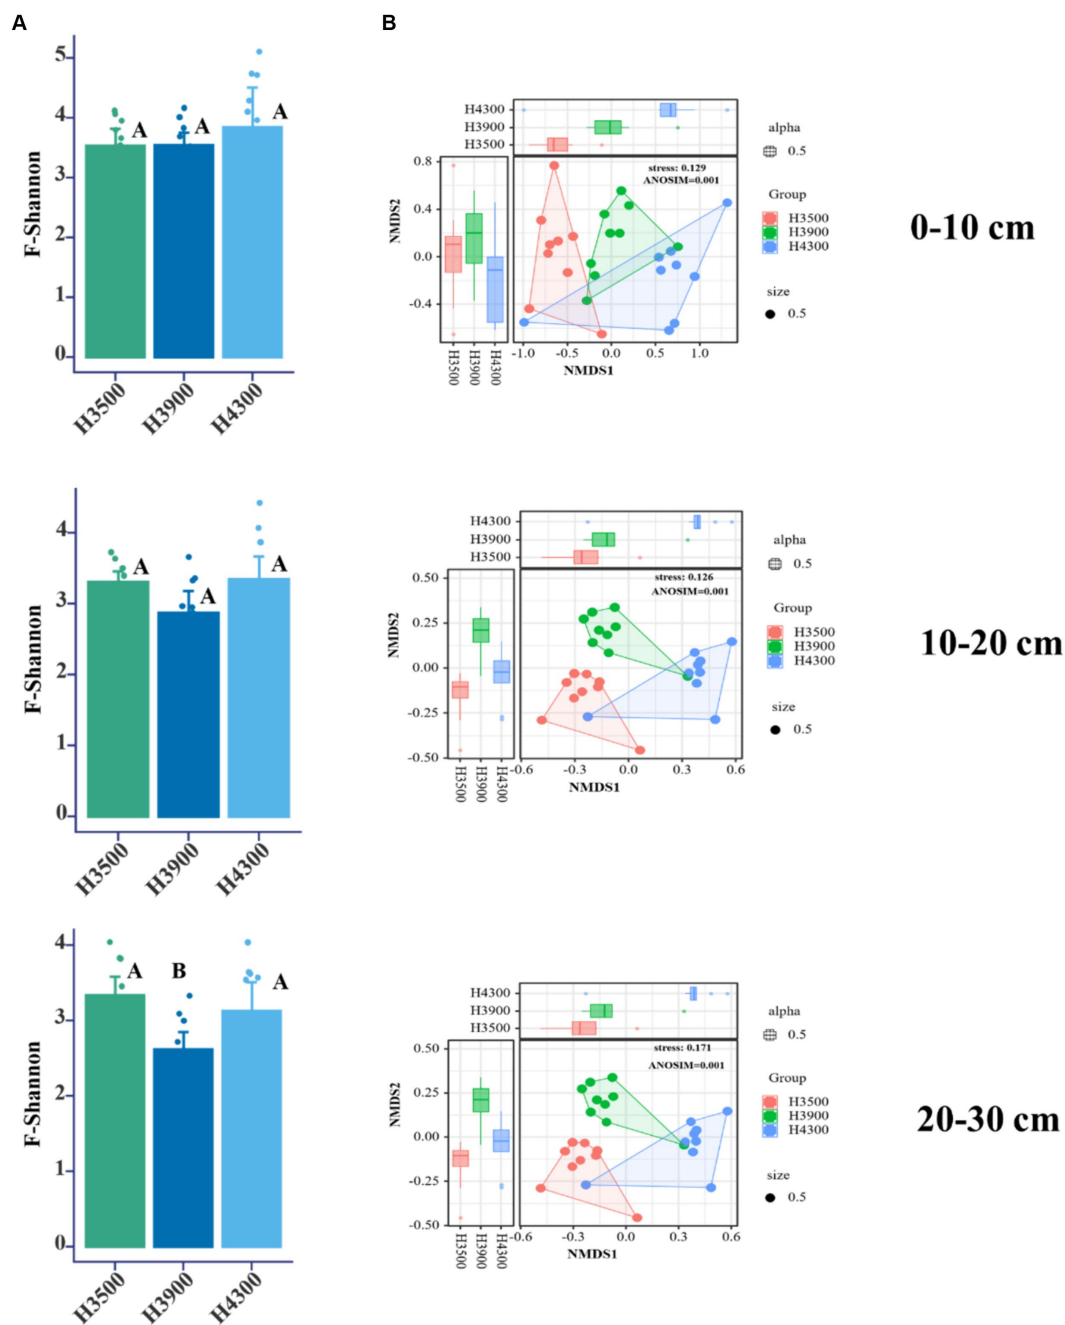 A
B
5
4
3
2
1
0
F-Shannon
A
A
A
H3500
H3900
H4300
H4300
H3900
H3500
0.8
0.4
0.0
-0.4
NMDS2
stress: 0.129
ANOSIM=0.001
H3500
H3900
H4300
-1.0
-0.5
0.0
0.5
1.0
NMDS1
alpha
0.5
Group
H3500
H3900
H4300
size
0.5
0-10 cm
4
3
2
1
0
F-Shannon
A
A
A
H3500
H3900
H4300
H4300
H3900
H3500
0.50
0.25
0.00
-0.25
-0.50
NMDS2
stress: 0.126
ANOSIM=0.001
H3500
H3900
H4300
-0.6
-0.3
0.0
0.3
0.6
NMDS1
alpha
0.5
Group
H3500
H3900
H4300
size
0.5
10-20 cm
4
3
2
1
0
F-Shannon
A
B
A
H3500
H3900
H4300
H4300
H3900
H3500
0.50
0.25
0.00
-0.25
-0.50
NMDS2
stress: 0.171
ANOSIM=0.001
H3500
H3900
H4300
-0.6
-0.3
0.0
0.3
0.6
NMDS1
alpha
0.5
Group
H3500
H3900
H4300
size
0.5
20-30 cm